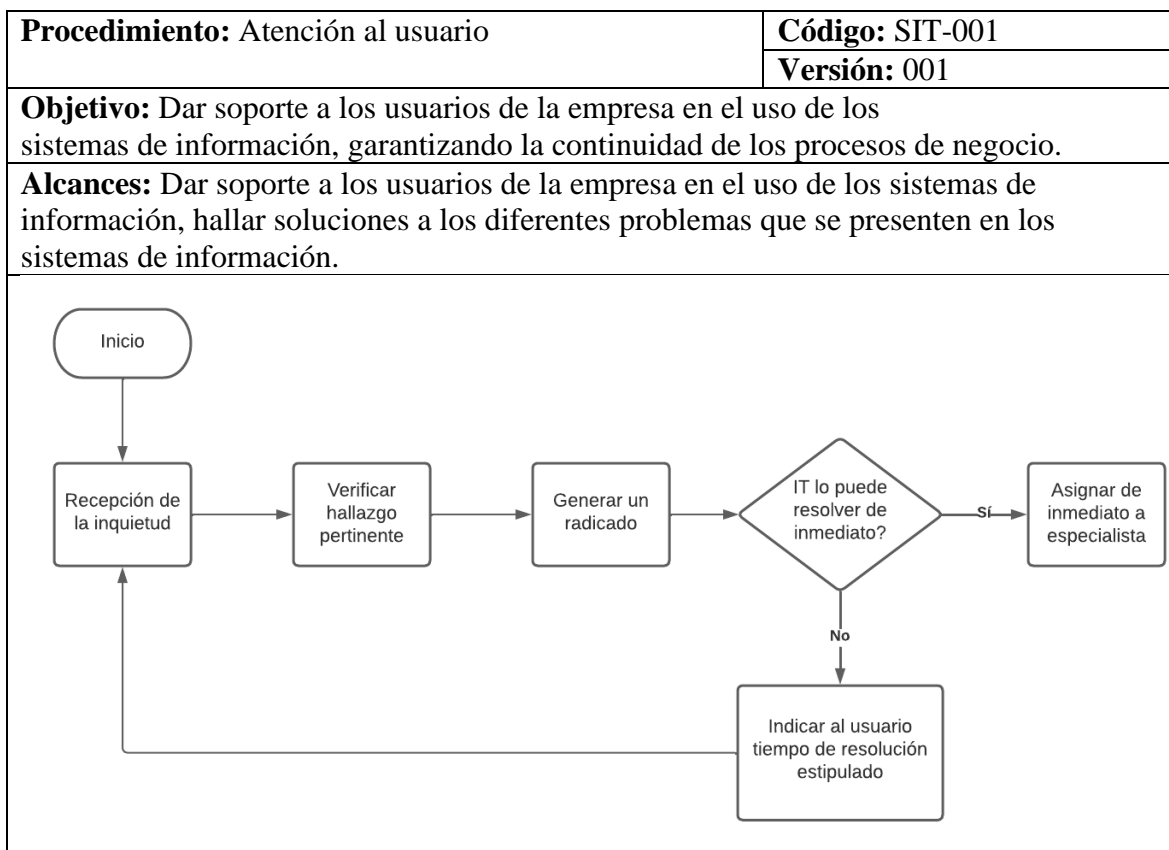 Procedimiento: Atención al usuario
Código: SIT-001
Versión: 001
Objetivo: Dar soporte a los usuarios de la empresa en el uso de los
sistemas de información, garantizando la continuidad de los procesos de negocio.
Alcances: Dar soporte a los usuarios de la empresa en el uso de los sistemas de
información, hallar soluciones a los diferentes problemas que se presenten en los
sistemas de información.
Inicio
Recepción de
la inquietud
Verificar
hallazgo
pertinente
Generar un
radicado
IT lo puede
resolver de
inmediato?
Sí
Asignar de
inmediato a
especialista
No
Indicar al usuario
tiempo de resolución
estipulado